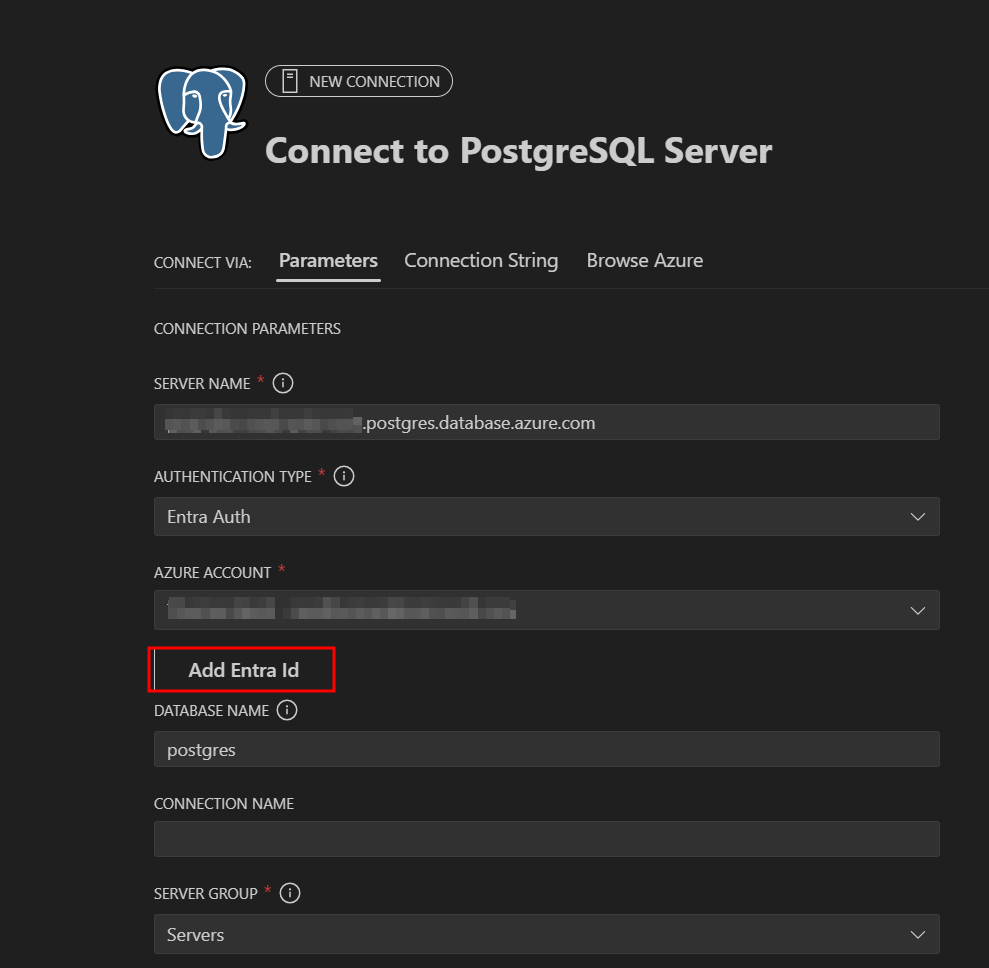 NEW CONNECTION
Connect to PostgreSQL Server
CONNECT VIA: Parameters Connection String Browse Azure
CONNECTION PARAMETERS
SERVER NAME *
.postgres.database.azure.com
AUTHENTICATION TYPE *
Entra Auth
AZURE ACCOUNT *
Add Entra Id
DATABASE NAME
postgres
CONNECTION NAME
SERVER GROUP *
Servers